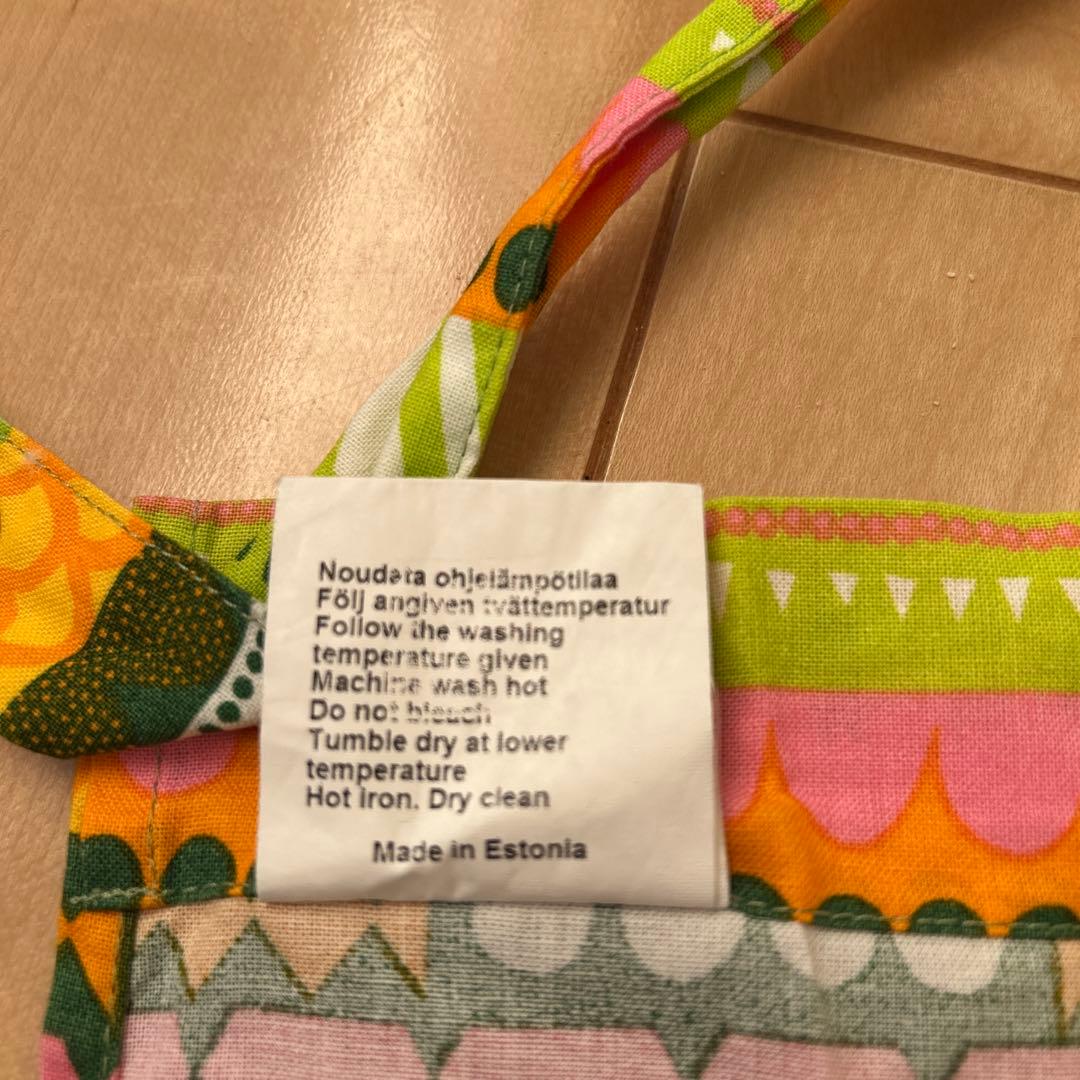 Noudata ohjelämpötilaa
Följ angiven tvättemperatur
Follow the washing
temperature given
Machine wash hot
Do not bleach
Tumble dry at lower
temperature
Hot iron. Dry clean
Made in Estonia